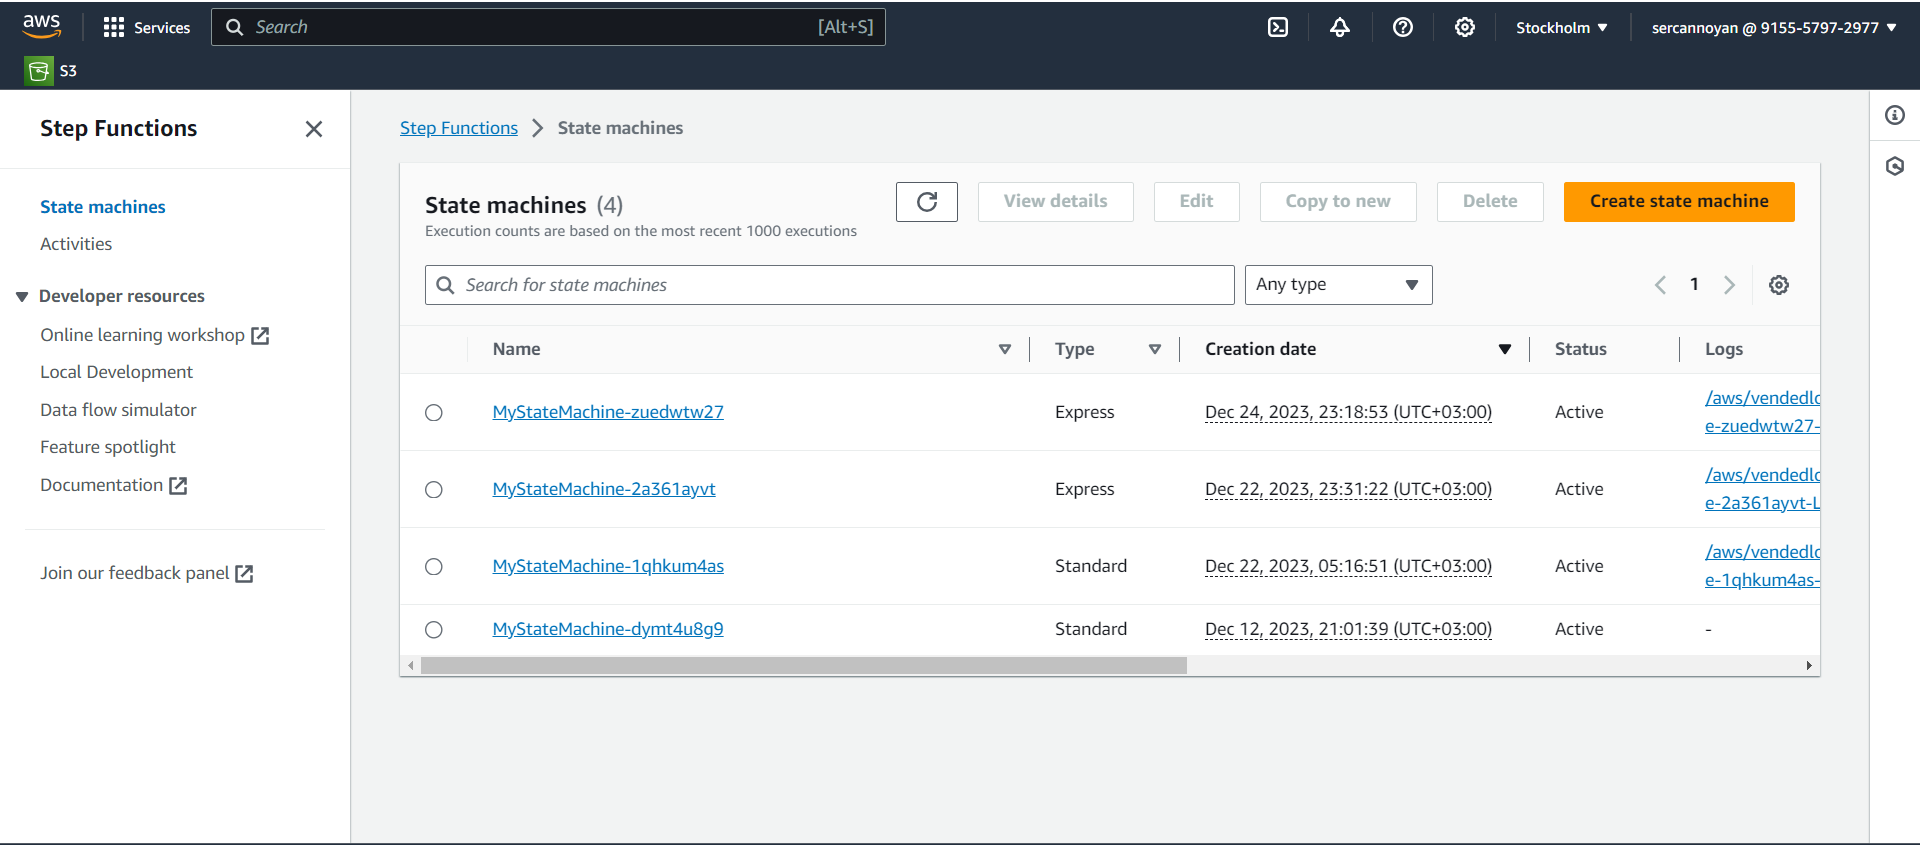 aws
Services
Search [Alt+S]
Stockholm
sercannoyan @ 9155-5797-2977
S3
Step Functions
State machines
Activities
Developer resources
Online learning workshop
Local Development
Data flow simulator
Feature spotlight
Documentation
Join our feedback panel
Step Functions > State machines
State machines (4)
Execution counts are based on the most recent 1000 executions
View details
Edit
Copy to new
Delete
Create state machine
Search for state machines
Any type
1
Name Type Creation date Status Logs
MyStateMachine-zuedwtw27 Express Dec 24, 2023, 23:18:53 (UTC+03:00) Active /aws/vendedlo
e-zuedwtw27-
MyStateMachine-2a361ayvt Express Dec 22, 2023, 23:31:22 (UTC+03:00) Active /aws/vendedlo
e-2a361ayvt-L
MyStateMachine-1qhkum4as Standard Dec 22, 2023, 05:16:51 (UTC+03:00) Active /aws/vendedlo
e-1qhkum4as-
MyStateMachine-dymt4u8g9 Standard Dec 12, 2023, 21:01:39 (UTC+03:00) Active -